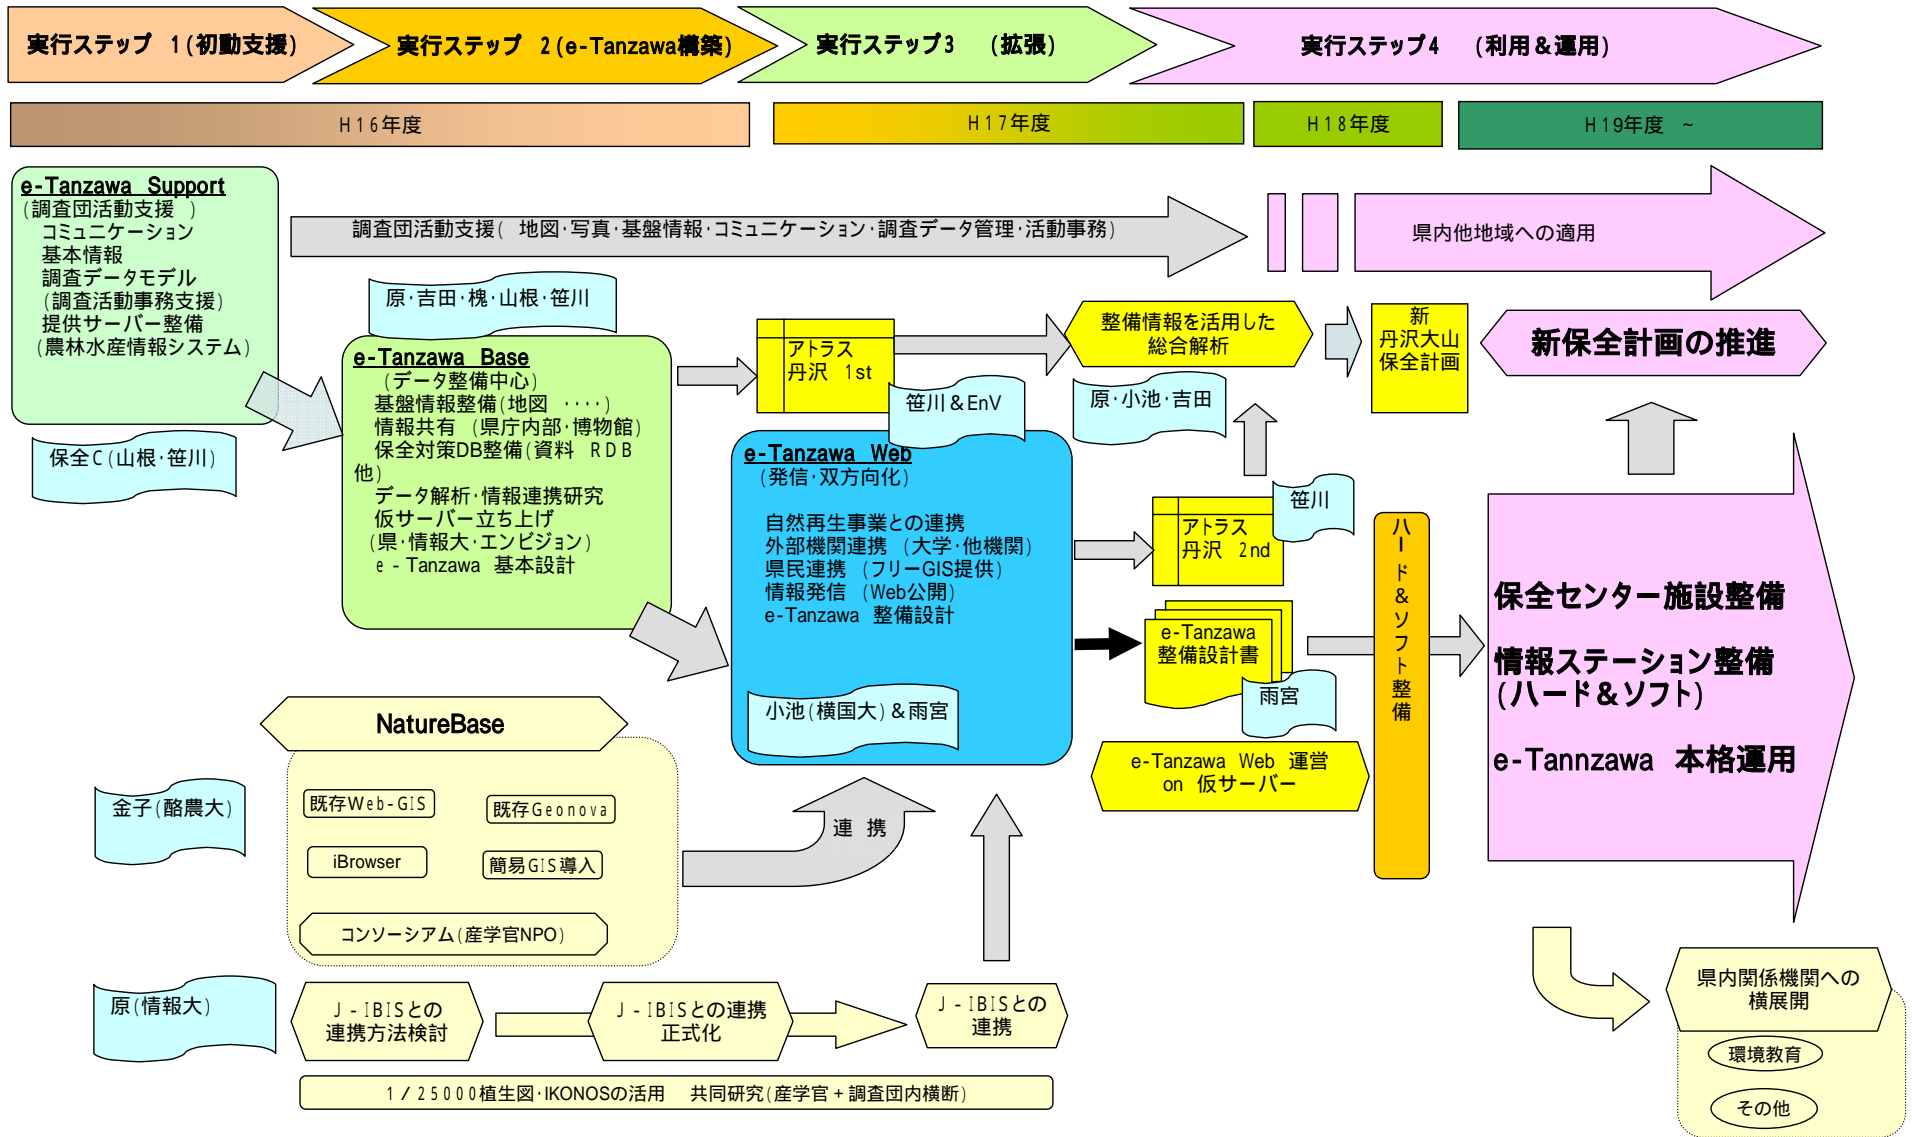 実行ステップ 1(初動支援)
実行ステップ 2(e-Tanzawa構築)
実行ステップ3 (拡張)
実行ステップ4 (利用&運用)
H16年度
H17年度
H18年度
H19年度 ~
e-Tanzawa Support
(調査団活動支援 )
コミュニケーション
基本情報
調査データモデル
(調査活動事務支援)
提供サーバー整備
(農林水産情報システム)
保全C(山根・笹川)
調査団活動支援( 地図・写真・基盤情報・コミュニケーション・調査データ管理・活動事務)
県内他地域への適用
原・吉田・槐・山根・笹川
e-Tanzawa Base
(データ整備中心)
基盤情報整備(地図 ‥‥)
情報共有 (県庁内部・博物館)
保全対策DB整備(資料 RDB
他)
データ解析・情報連携研究
仮サーバー立ち上げ
(県・情報大・エンビジョン)
e-Tanzawa 基本設計
アトラス
丹沢 1st
笹川&EnV
整備情報を活用した
総合解析
原・小池・吉田
新
丹沢大山
保全計画
新保全計画の推進
e-Tanzawa Web
(発信・双方向化)
自然再生事業との連携
外部機関連携 (大学・他機関)
県民連携 (フリーGIS提供)
情報発信 (Web公開)
e-Tanzawa 整備設計
小池(横国大)&雨宮
アトラス
丹沢 2nd
笹川
e-Tanzawa
整備設計書
雨宮
e-Tanzawa Web 運営
on 仮サーバー
ハード&ソフト整備
保全センター施設整備
情報ステーション整備
(ハード&ソフト)
e-Tannzawa 本格運用
NatureBase
既存Web-GIS
既存Geonova
iBrowser
簡易GIS導入
コンソーシアム(産学官NPO)
金子(酪農大)
連 携
原(情報大)
J-IBISとの
連携方法検討
J-IBISとの連携
正式化
J-IBISとの
連携
1/25000植生図・IKONOSの活用 共同研究(産学官+調査団内横断)
県内関係機関への
横展開
環境教育
その他